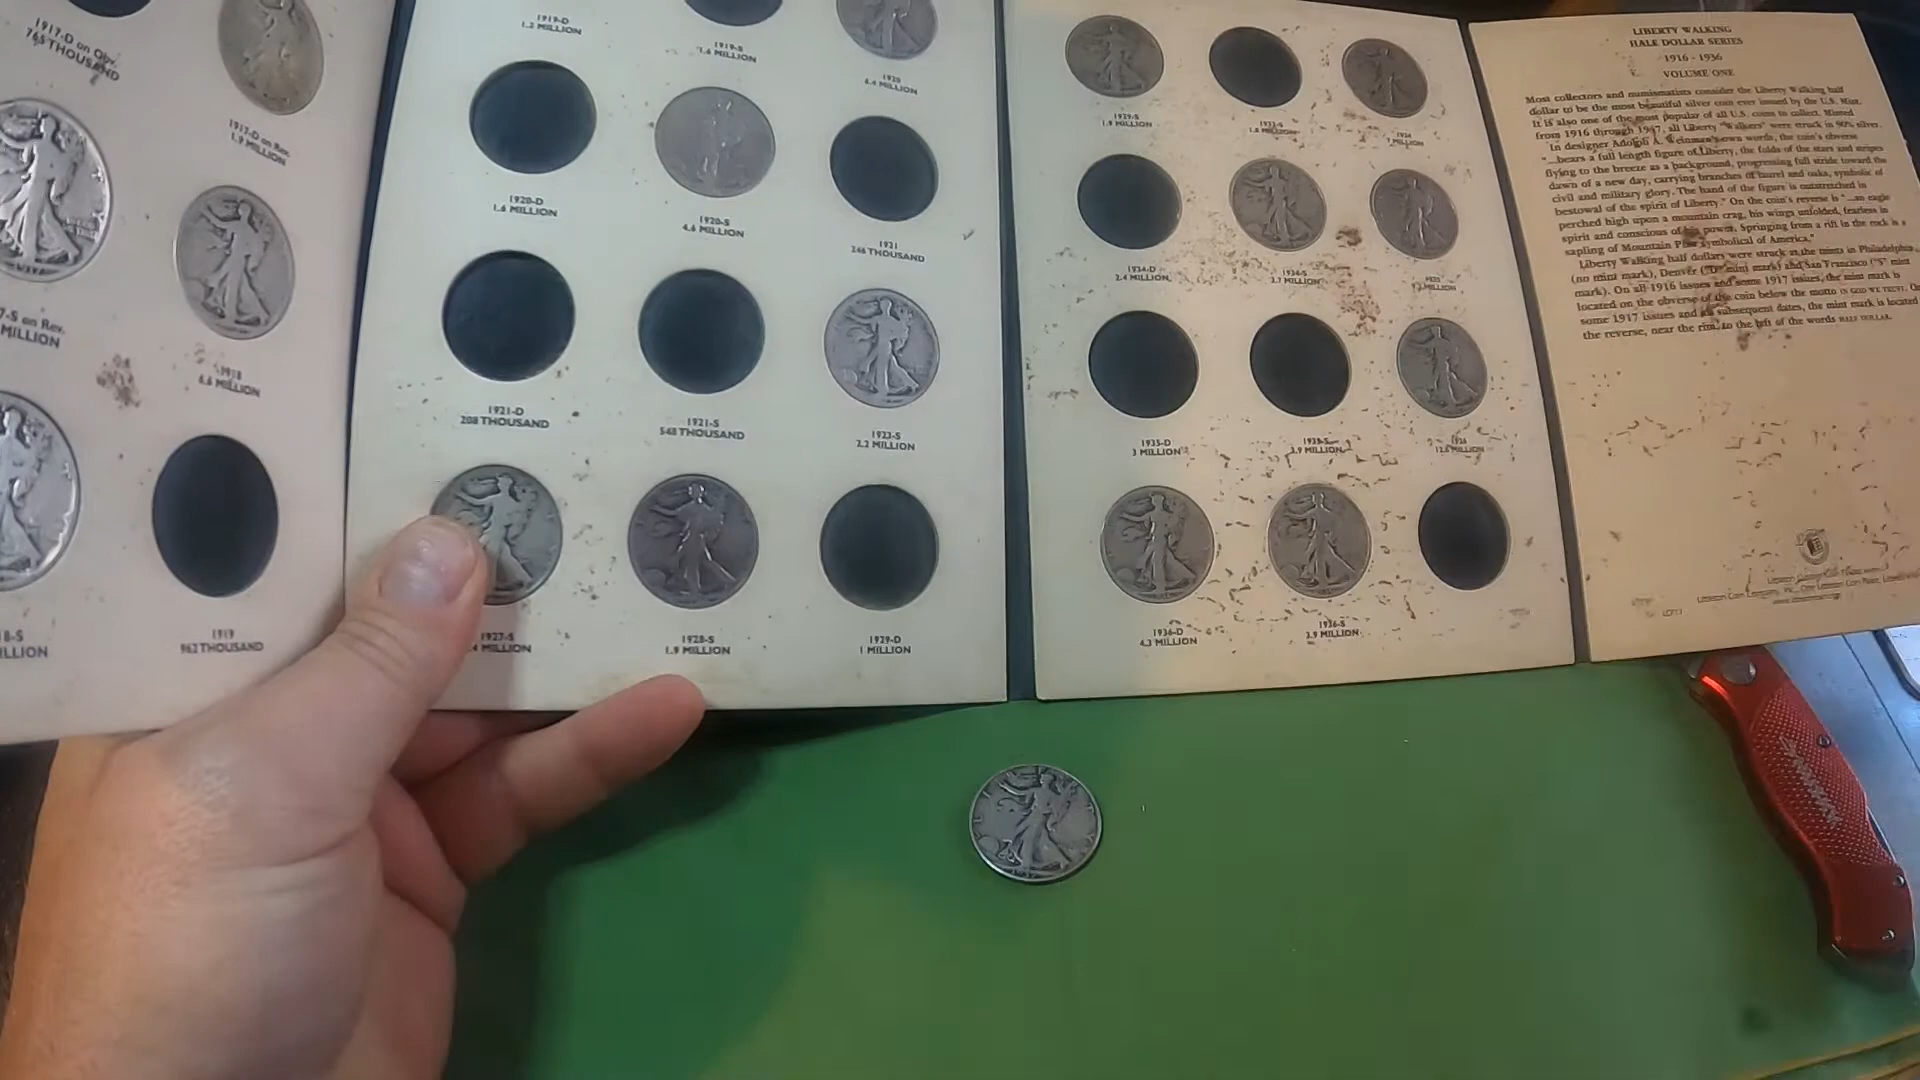 1917-D on Obv.
765 THOUSAND
1917-D on Rev.
1.9 MILLION
7-S on Rev.
MILLION
1918
6.6 MILLION
8-S
ILLION
1919
962 THOUSAND
1919-D
1.2 MILLION
1919-S
1.6 MILLION
1920
6.4 MILLION
1920-D
1.6 MILLION
1920-S
4.6 MILLION
1921
246 THOUSAND
1921-D
208 THOUSAND
1921-S
548 THOUSAND
1923-S
2.2 MILLION
1927-S
4 MILLION
1928-S
1.9 MILLION
1929-D
1 MILLION
1929-S
1.9 MILLION
1933-S
1.8 MILLION
1934
MILLION
1934-D
2.4 MILLION
1934-S
3.7 MILLION
1935
MILLION
1935-D
3 MILLION
1935-S
3.9 MILLION
1936
12.6 MILLION
1936-D
4.3 MILLION
1936-S
3.9 MILLION
LIBERTY WALKING
HALF DOLLAR SERIES
1916 - 1936
VOLUME ONE
Most collectors and numismatists consider the Liberty Walking half
dollar to be the most beautiful silver coin ever issued by the U.S. Mint.
It is also one of the most popular of all U.S. coins to collect. Minted
from 1916 through 1947, all Liberty "Walkers" were struck in 90% silver.
In designer Adolph A. Weinman's own words, the coin's obverse
"...bears a full length figure of Liberty, the folds of the stars and stripes
flying to the breeze as a background, progressing full stride toward the
dawn of a new day, carrying branches of laurel and oaks, symbolic of
civil and military glory. The hand of the figure is outstretched in
bestowal of the spirit of Liberty." On the coin's reverse is "...an eagle
perched high upon a mountain crag, his wings unfolded, fearless in
spirit and conscious of his power. Springing from a rift in the rock is a
sapling of Mountain Pine symbolical of America."
Liberty Walking half dollars were struck at the mints in Philadelphia
(no mint mark), Denver ("D" mint mark) and San Francisco ("S" mint
mark). On all 1916 issues and some 1917 issues, the mint mark is
located on the obverse of the coin below the motto IN GOD WE TRUST. On
some 1917 issues and all subsequent dates, the mint mark is located
the reverse, near the rim, to the left of the words HALF DOLLAR.
Littleton Coin Company